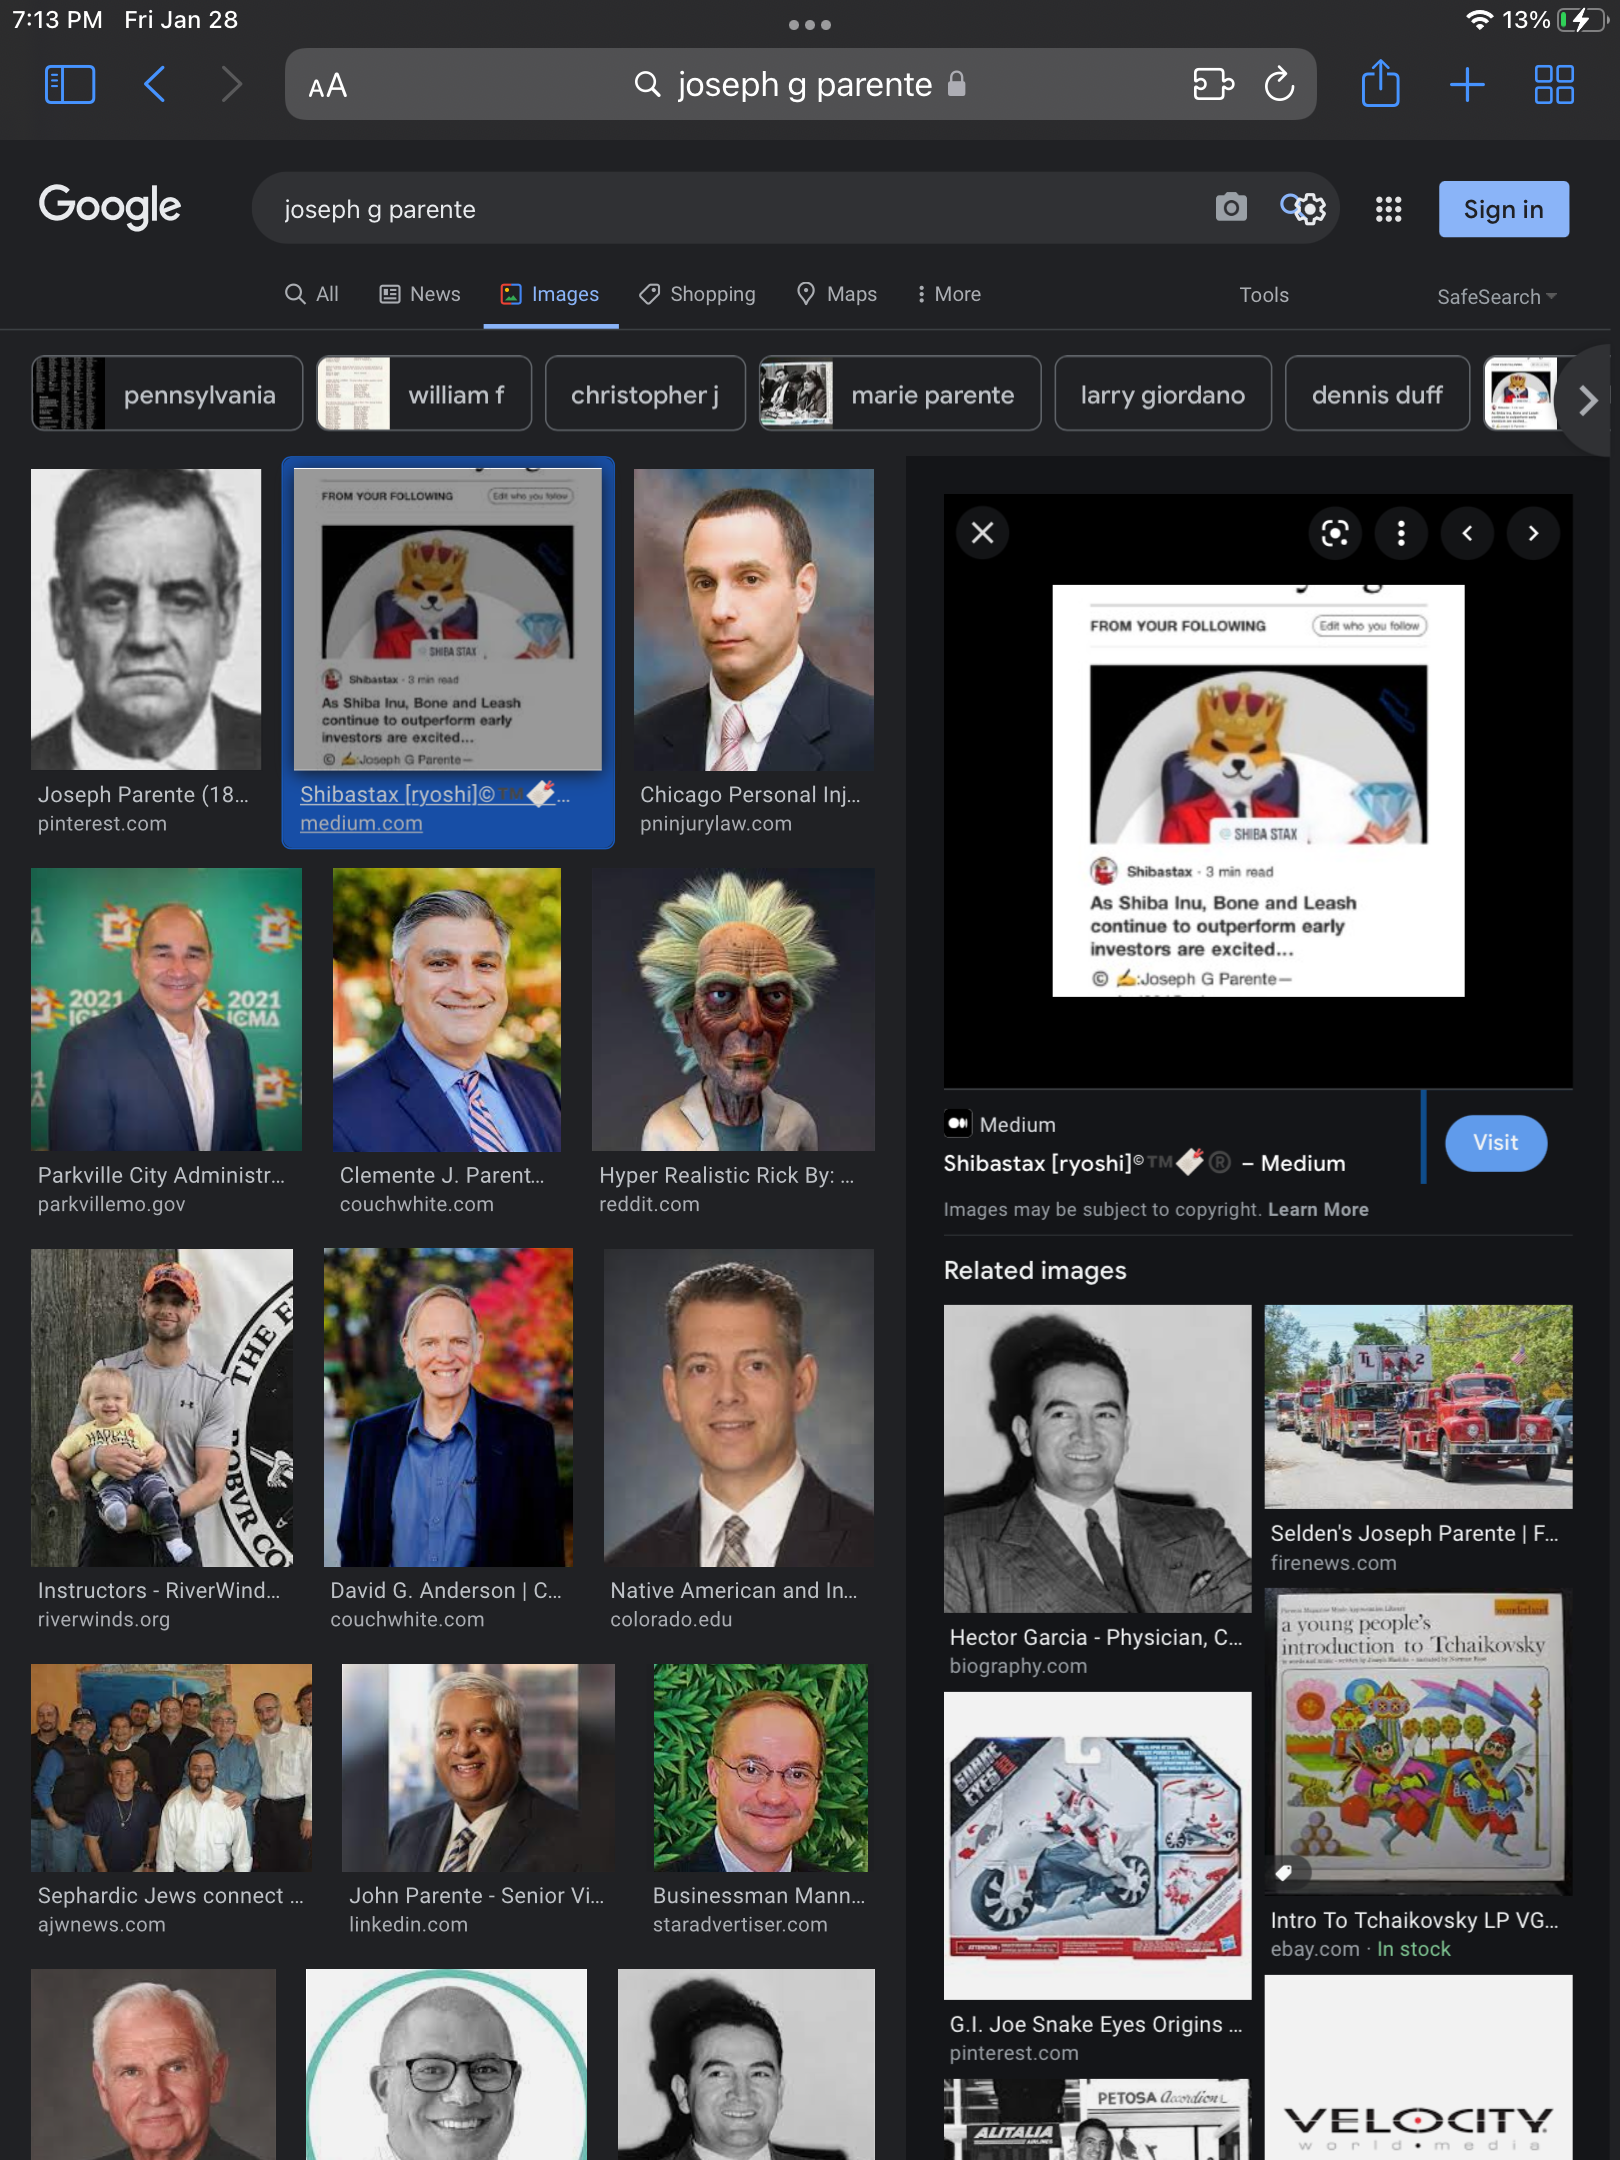 7:13 PM Fri Jan 28
13%
AA
joseph g parente
Google
joseph g parente
Sign in
All
News
Images
Shopping
Maps
More
Tools
SafeSearch
pennsylvania
william f
christopher j
marie parente
larry giordano
dennis duff
FROM YOUR FOLLOWING
Edit who you follow
SHIBA STAX
Shibastax · 3 min read
As Shiba Inu, Bone and Leash
continue to outperform early
investors are excited...
© ✍️:Joseph G Parente—
Joseph Parente (18...
pinterest.com
Shibastax [ryoshi]©™...
medium.com
Chicago Personal Inj...
pninjurylaw.com
2021
ICMA
2021
ICMA
Parkville City Administr...
parkvillemo.gov
Clemente J. Parent...
couchwhite.com
Hyper Realistic Rick By: ...
reddit.com
THE F
ROBVR CO
Instructors - RiverWind...
riverwinds.org
David G. Anderson | C...
couchwhite.com
Native American and In...
colorado.edu
Sephardic Jews connect ...
ajwnews.com
John Parente - Senior Vi...
linkedin.com
Businessman Mann...
staradvertiser.com
FROM YOUR FOLLOWING
Edit who you follow
@ SHIBA STAX
Shibastax · 3 min read
As Shiba Inu, Bone and Leash
continue to outperform early
investors are excited...
© ✍️:Joseph G Parente—
Medium
Shibastax [ryoshi]©™® – Medium
Visit
Images may be subject to copyright. Learn More
Related images
Hector Garcia - Physician, C...
biography.com
TL 2
Selden's Joseph Parente | F...
firenews.com
SNAKE EYES
G.I. Joe Snake Eyes Origins ...
pinterest.com
wonderland
a young people's
introduction to Tchaikovsky
Intro To Tchaikovsky LP VG...
ebay.com · In stock
PETOSA Accordions
ALITALIA
AIRLINES
VELOCITY
world•media